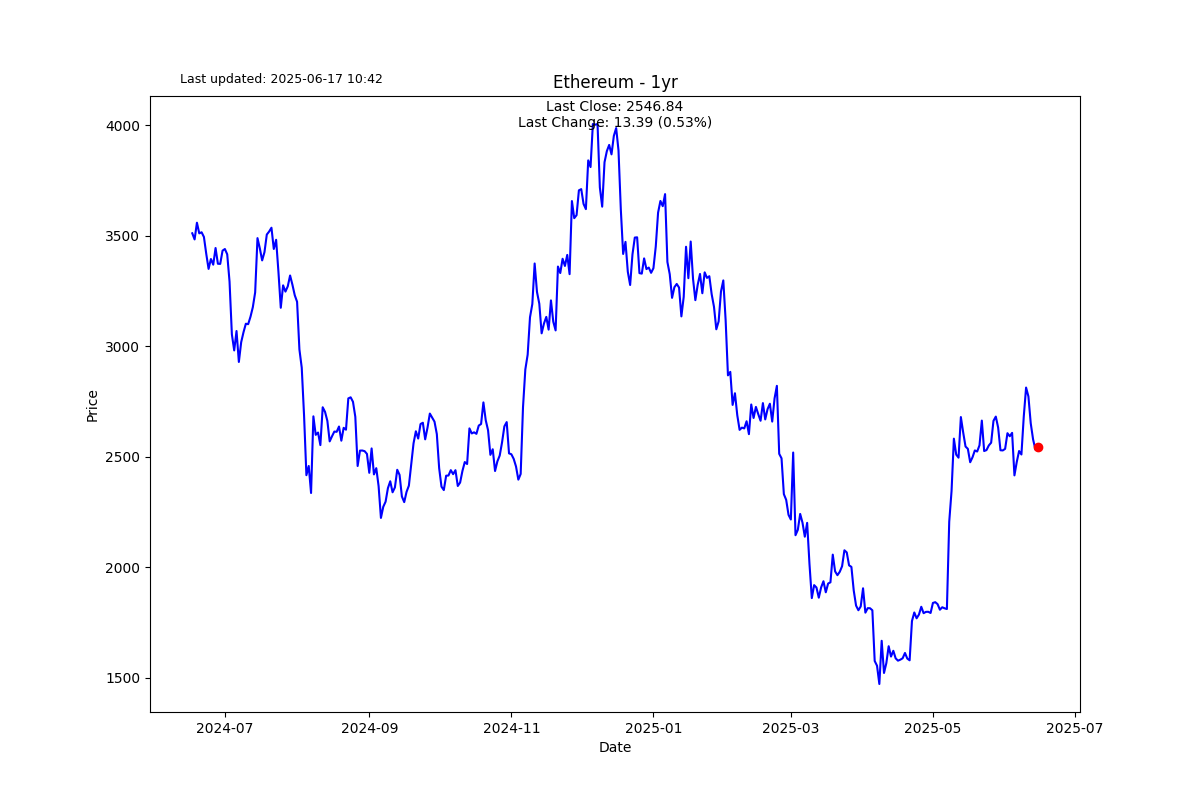 Last updated: 2025-06-17 10:42
Ethereum - 1yr
Last Close: 2546.84
Last Change: 13.39 (0.53%)
4000
3500
3000
2500
2000
1500
Price
2024-07
2024-09
2024-11
2025-01
2025-03
2025-05
2025-07
Date